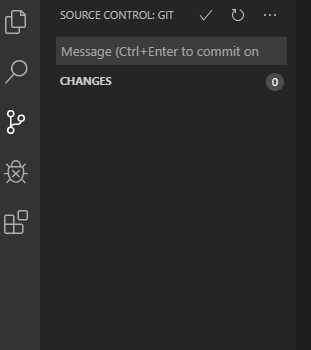 SOURCE CONTROL: GIT
Message (Ctrl+Enter to commit on
CHANGES 0